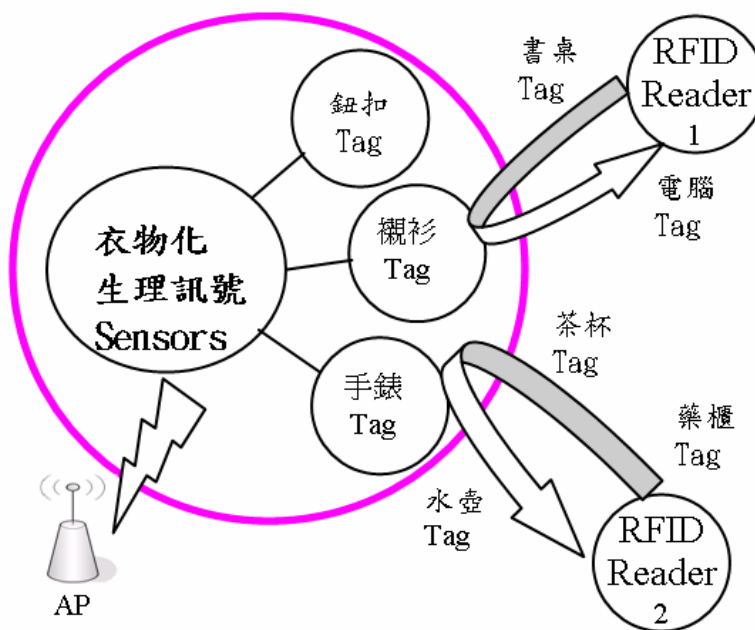 書桌
Tag
RFID
Reader
1
鈕扣
Tag
電腦
Tag
襯衫
Tag
衣物化
生理訊號
Sensors
茶杯
Tag
手錶
Tag
藥櫃
Tag
水壺
Tag
RFID
Reader
2
AP